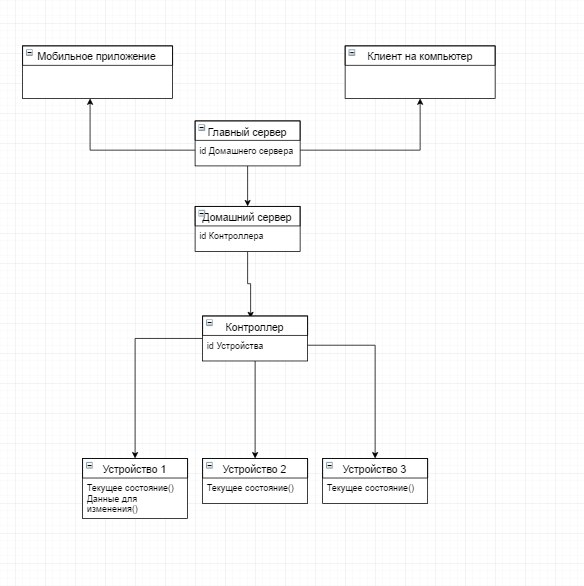 Мобильное приложение
Клиент на компьютер
Главный сервер
id Домашнего сервера
Домашний сервер
id Контроллера
Контроллер
id Устройства
Устройство 1
Текущее состояние()
Данные для
изменения()
Устройство 2
Текущее состояние()
Устройство 3
Текущее состояние()